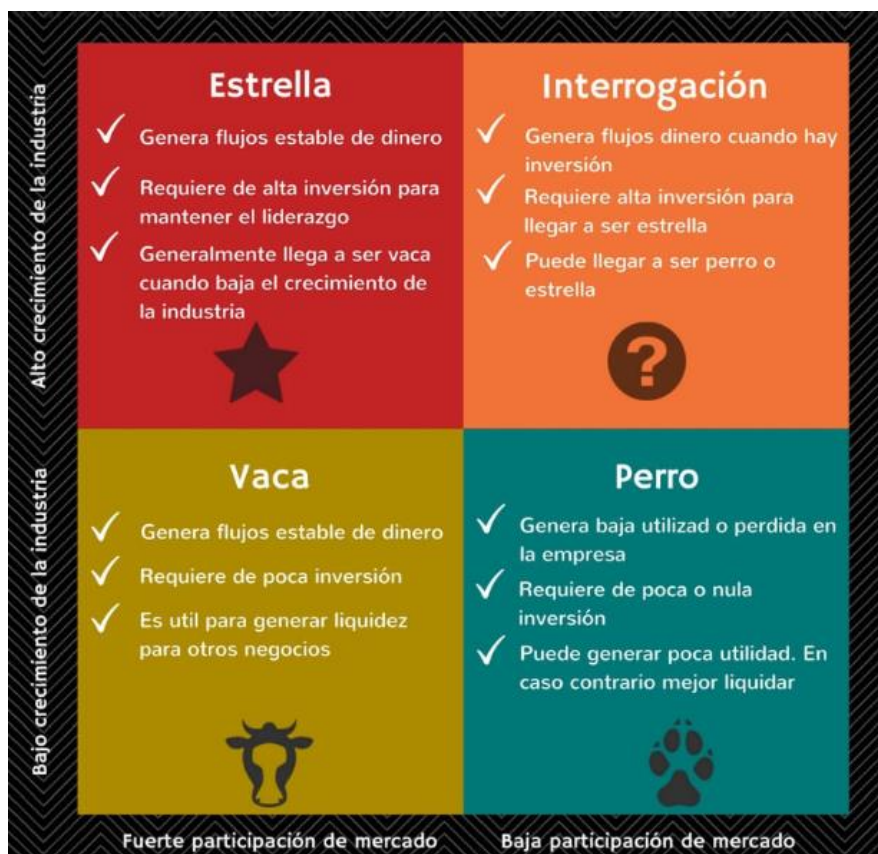 Alto crecimiento de la industria
Estrella
Genera flujos estable de dinero
Requiere de alta inversión para
mantener el liderazgo
Generalmente llega a ser vaca
cuando baja el crecimiento de
la industria
Interrogación
Genera flujos dinero cuando hay
inversión
Requiere alta inversión para
llegar a ser estrella
Puede llegar a ser perro o
estrella
?
Bajo crecimiento de la industria
Vaca
Genera flujos estable de dinero
Requiere de poca inversión
Es util para generar liquidez
para otros negocios
Perro
Genera baja utilizad o perdida en
la empresa
Requiere de poca o nula
inversión
Puede generar poca utilidad. En
caso contrario mejor liquidar
Fuerte participación de mercado
Baja participación de mercado